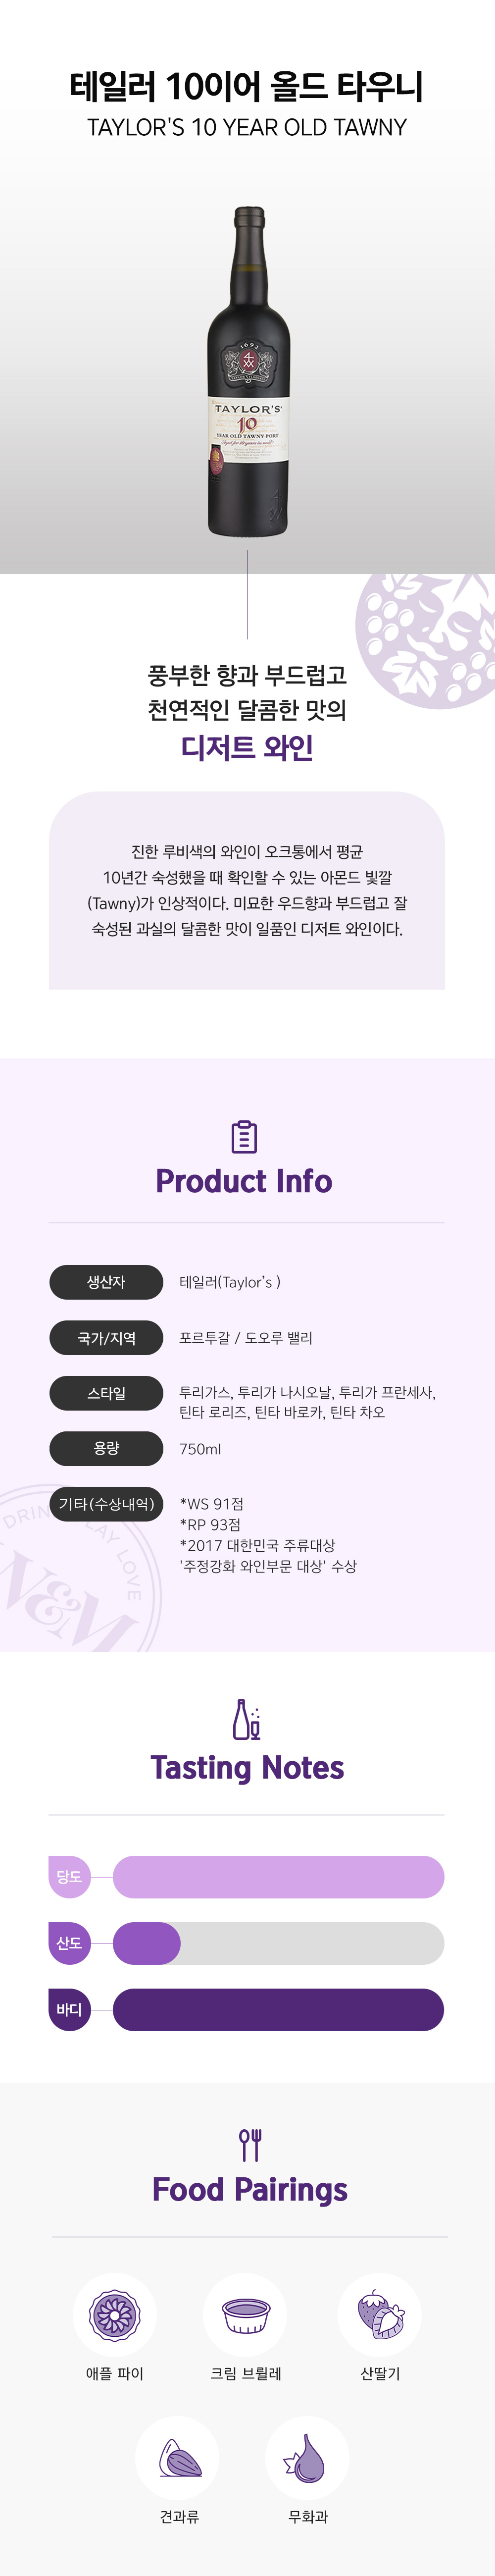 테일러 10이어 올드 타우니
TAYLOR'S 10 YEAR OLD TAWNY
1692
TAYLOR'S
10
YEAR OLD TAWNY PORT
풍부한 향과 부드럽고
천연적인 달콤한 맛의
디저트 와인
진한 루비색의 와인이 오크통에서 평균
10년간 숙성했을 때 확인할 수 있는 아몬드 빛깔
(Tawny)가 인상적이다. 미묘한 우드향과 부드럽고 잘
숙성된 과실의 달콤한 맛이 일품인 디저트 와인이다.
Product Info
생산자
테일러(Taylor's )
국가/지역
포르투갈 / 도오루 밸리
스타일
투리가스, 투리가 나시오날, 투리가 프란세사,
틴타 로리즈, 틴타 바로카, 틴타 차오
용량
750ml
기타(수상내역)
*WS 91점
*RP 93점
*2017 대한민국 주류대상
'주정강화 와인부문 대상' 수상
LOVE
W&M
Tasting Notes
당도
산도
바디
Food Pairings
애플 파이
크림 브륄레
산딸기
견과류
무화과